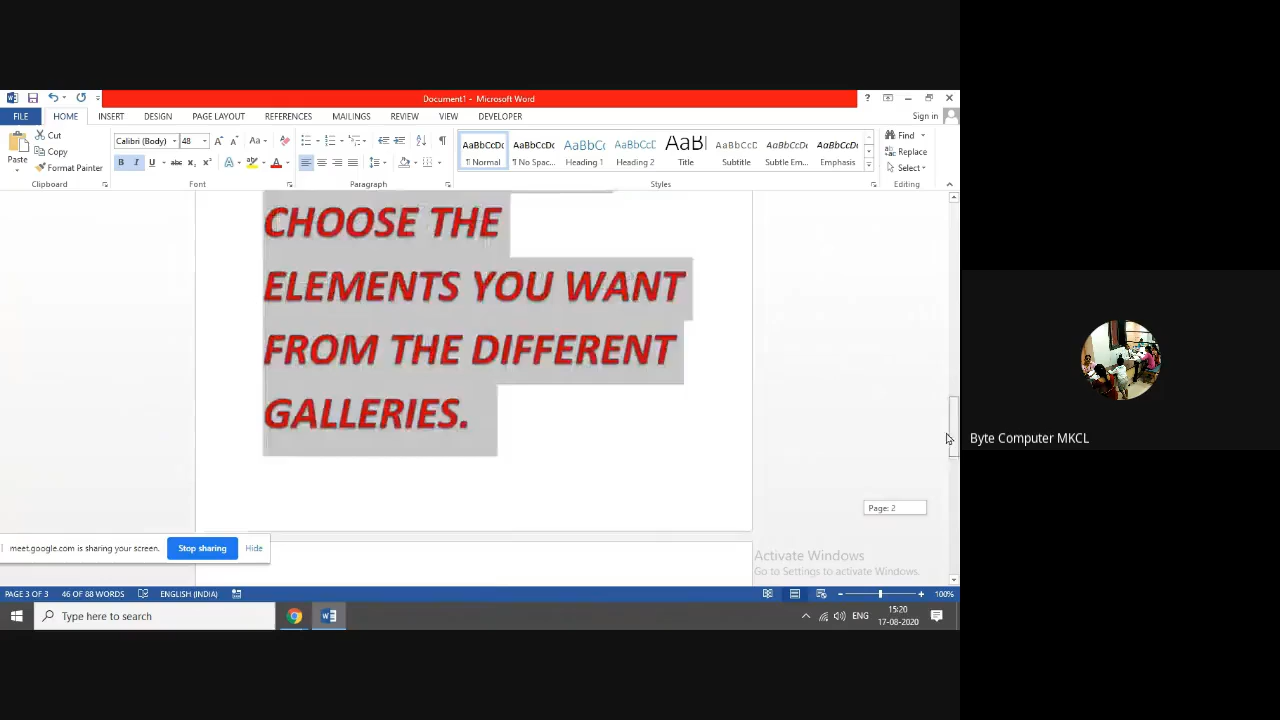 Document1 - Microsoft Word
Sign in
FILE HOME INSERT DESIGN PAGE LAYOUT REFERENCES MAILINGS REVIEW VIEW DEVELOPER
Paste
Cut
Copy
Format Painter
Clipboard
Calibri (Body) 48
Font
Paragraph
AaBbCcDc AaBbCcDc AaBbCc AaBbCcC AaBl AaBbCcC AaBbCcDc AaBbCcDc
¶ Normal ¶ No Spac... Heading 1 Heading 2 Title Subtitle Subtle Em... Emphasis
Styles
Find
Replace
Select
Editing
CHOOSE THE
ELEMENTS YOU WANT
FROM THE DIFFERENT
GALLERIES.
Page: 2
Byte Computer MKCL
meet.google.com is sharing your screen. Stop sharing Hide
Activate Windows
Go to Settings to activate Windows.
PAGE 3 OF 3 46 OF 88 WORDS ENGLISH (INDIA) 100%
Type here to search
ENG
15:20
17-08-2020